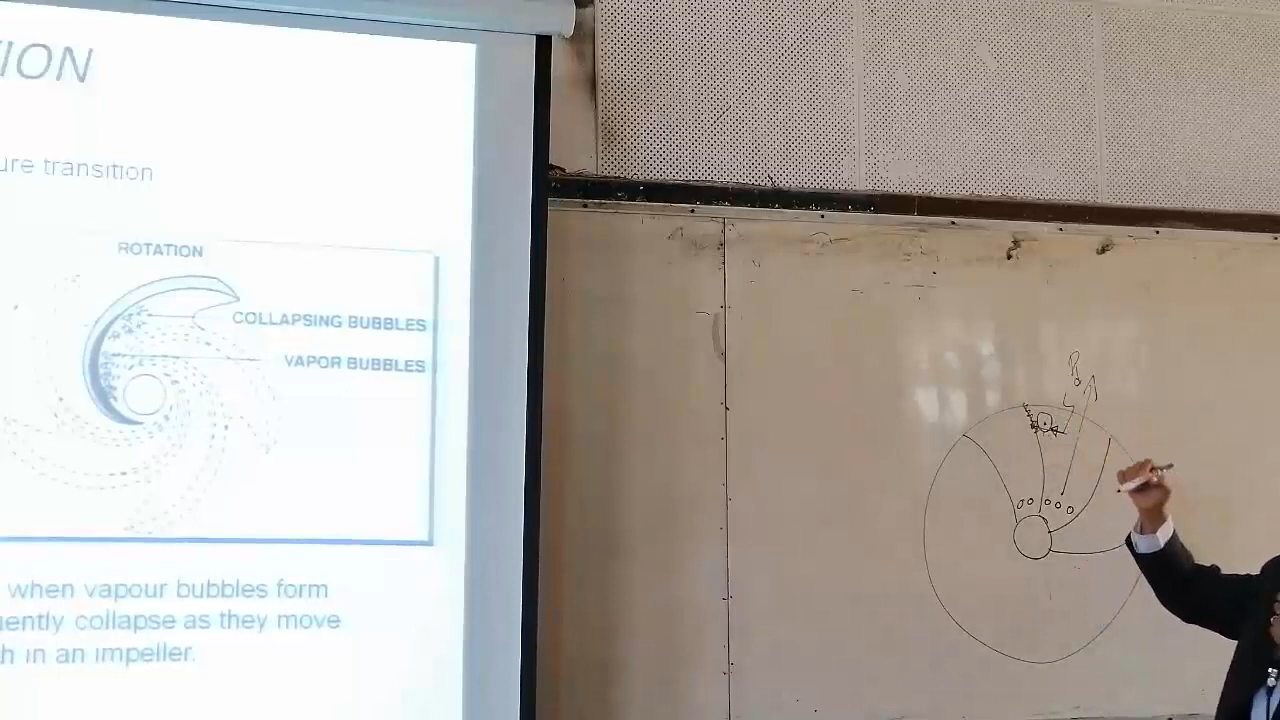 ION
ure transition
ROTATION
COLLAPSING BUBBLES
VAPOR BUBBLES
when vapour bubbles form
uently collapse as they move
h in an impeller.